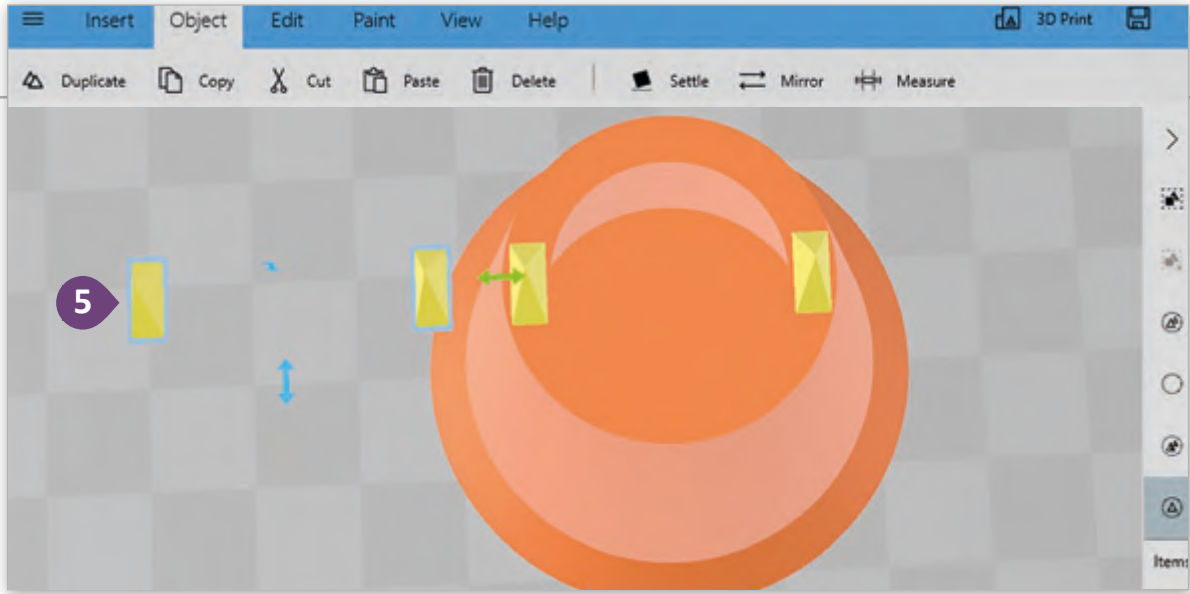 Insert Object Edit Paint View Help 3D Print
Duplicate Copy Cut Paste Delete Settle Mirror Measure
5
Items